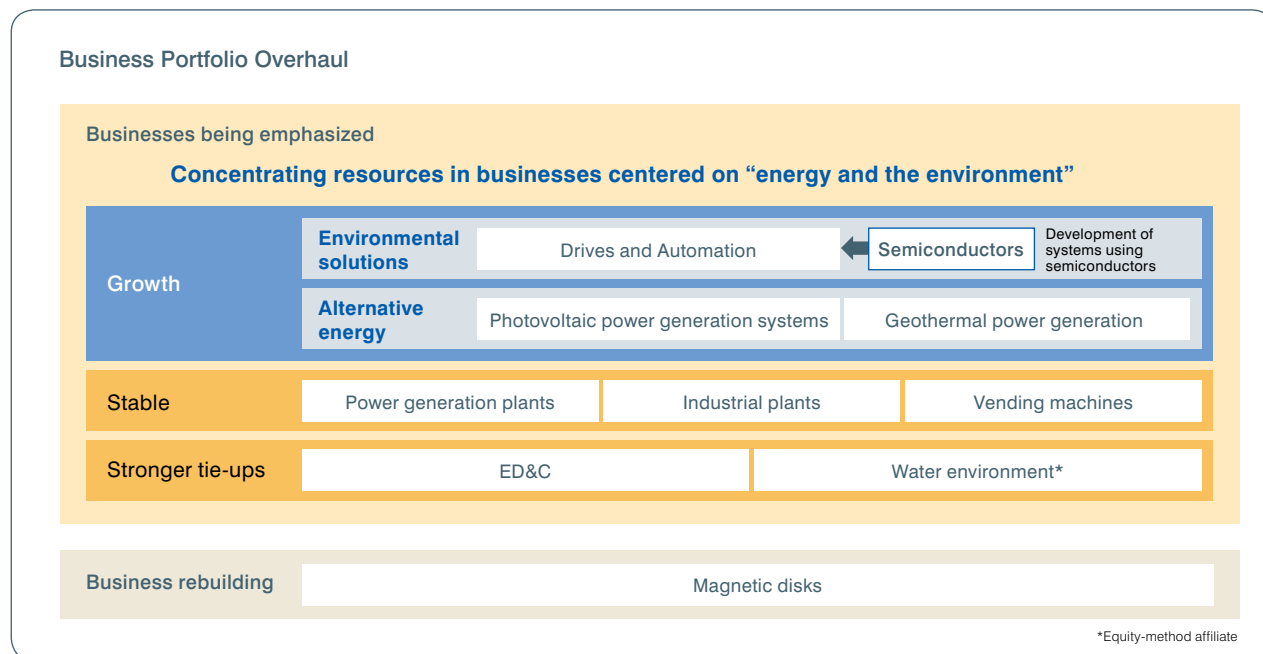 Business Portfolio Overhaul
Businesses being emphasized
Concentrating resources in businesses centered on “energy and the environment”
Growth
Environmental
solutions
Drives and Automation
Semiconductors
Development of
systems using
semiconductors
Alternative
energy
Photovoltaic power generation systems
Geothermal power generation
Stable
Power generation plants
Industrial plants
Vending machines
Stronger tie-ups
ED&C
Water environment*
Business rebuilding
Magnetic disks
*Equity-method affiliate